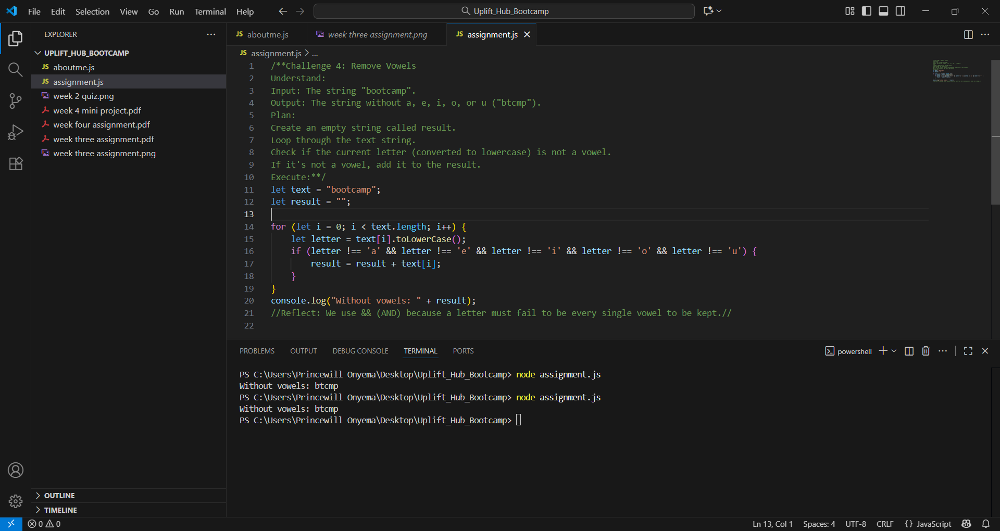 File Edit Selection View Go Run Terminal Help
Uplift_Hub_Bootcamp
EXPLORER
UPLIFT_HUB_BOOTCAMP
JS aboutme.js
JS assignment.js
week 2 quiz.png
week 4 mini project.pdf
week four assignment.pdf
week three assignment.pdf
week three assignment.png
OUTLINE
TIMELINE
JS aboutme.js
week three assignment.png
JS assignment.js
JS assignment.js > ...
1 /**Challenge 4: Remove Vowels
2 Understand:
3 Input: The string "bootcamp".
4 Output: The string without a, e, i, o, or u ("btcmp").
5 Plan:
6 Create an empty string called result.
7 Loop through the text string.
8 Check if the current letter (converted to lowercase) is not a vowel.
9 If it's not a vowel, add it to the result.
10 Execute:**/
11 let text = "bootcamp";
12 let result = "";
13
14 for (let i = 0; i < text.length; i++) {
15     let letter = text[i].toLowerCase();
16     if (letter !== 'a' && letter !== 'e' && letter !== 'i' && letter !== 'o' && letter !== 'u') {
17         result = result + text[i];
18     }
19 }
20 console.log("Without vowels: " + result);
21 //Reflect: We use && (AND) because a letter must fail to be every single vowel to be kept.//
22
PROBLEMS OUTPUT DEBUG CONSOLE TERMINAL PORTS
powershell
PS C:\Users\Princewill Onyema\Desktop\Uplift_Hub_Bootcamp> node assignment.js
Without vowels: btcmp
PS C:\Users\Princewill Onyema\Desktop\Uplift_Hub_Bootcamp> node assignment.js
Without vowels: btcmp
PS C:\Users\Princewill Onyema\Desktop\Uplift_Hub_Bootcamp>
0 0
Ln 13, Col 1 Spaces: 4 UTF-8 CRLF {} JavaScript